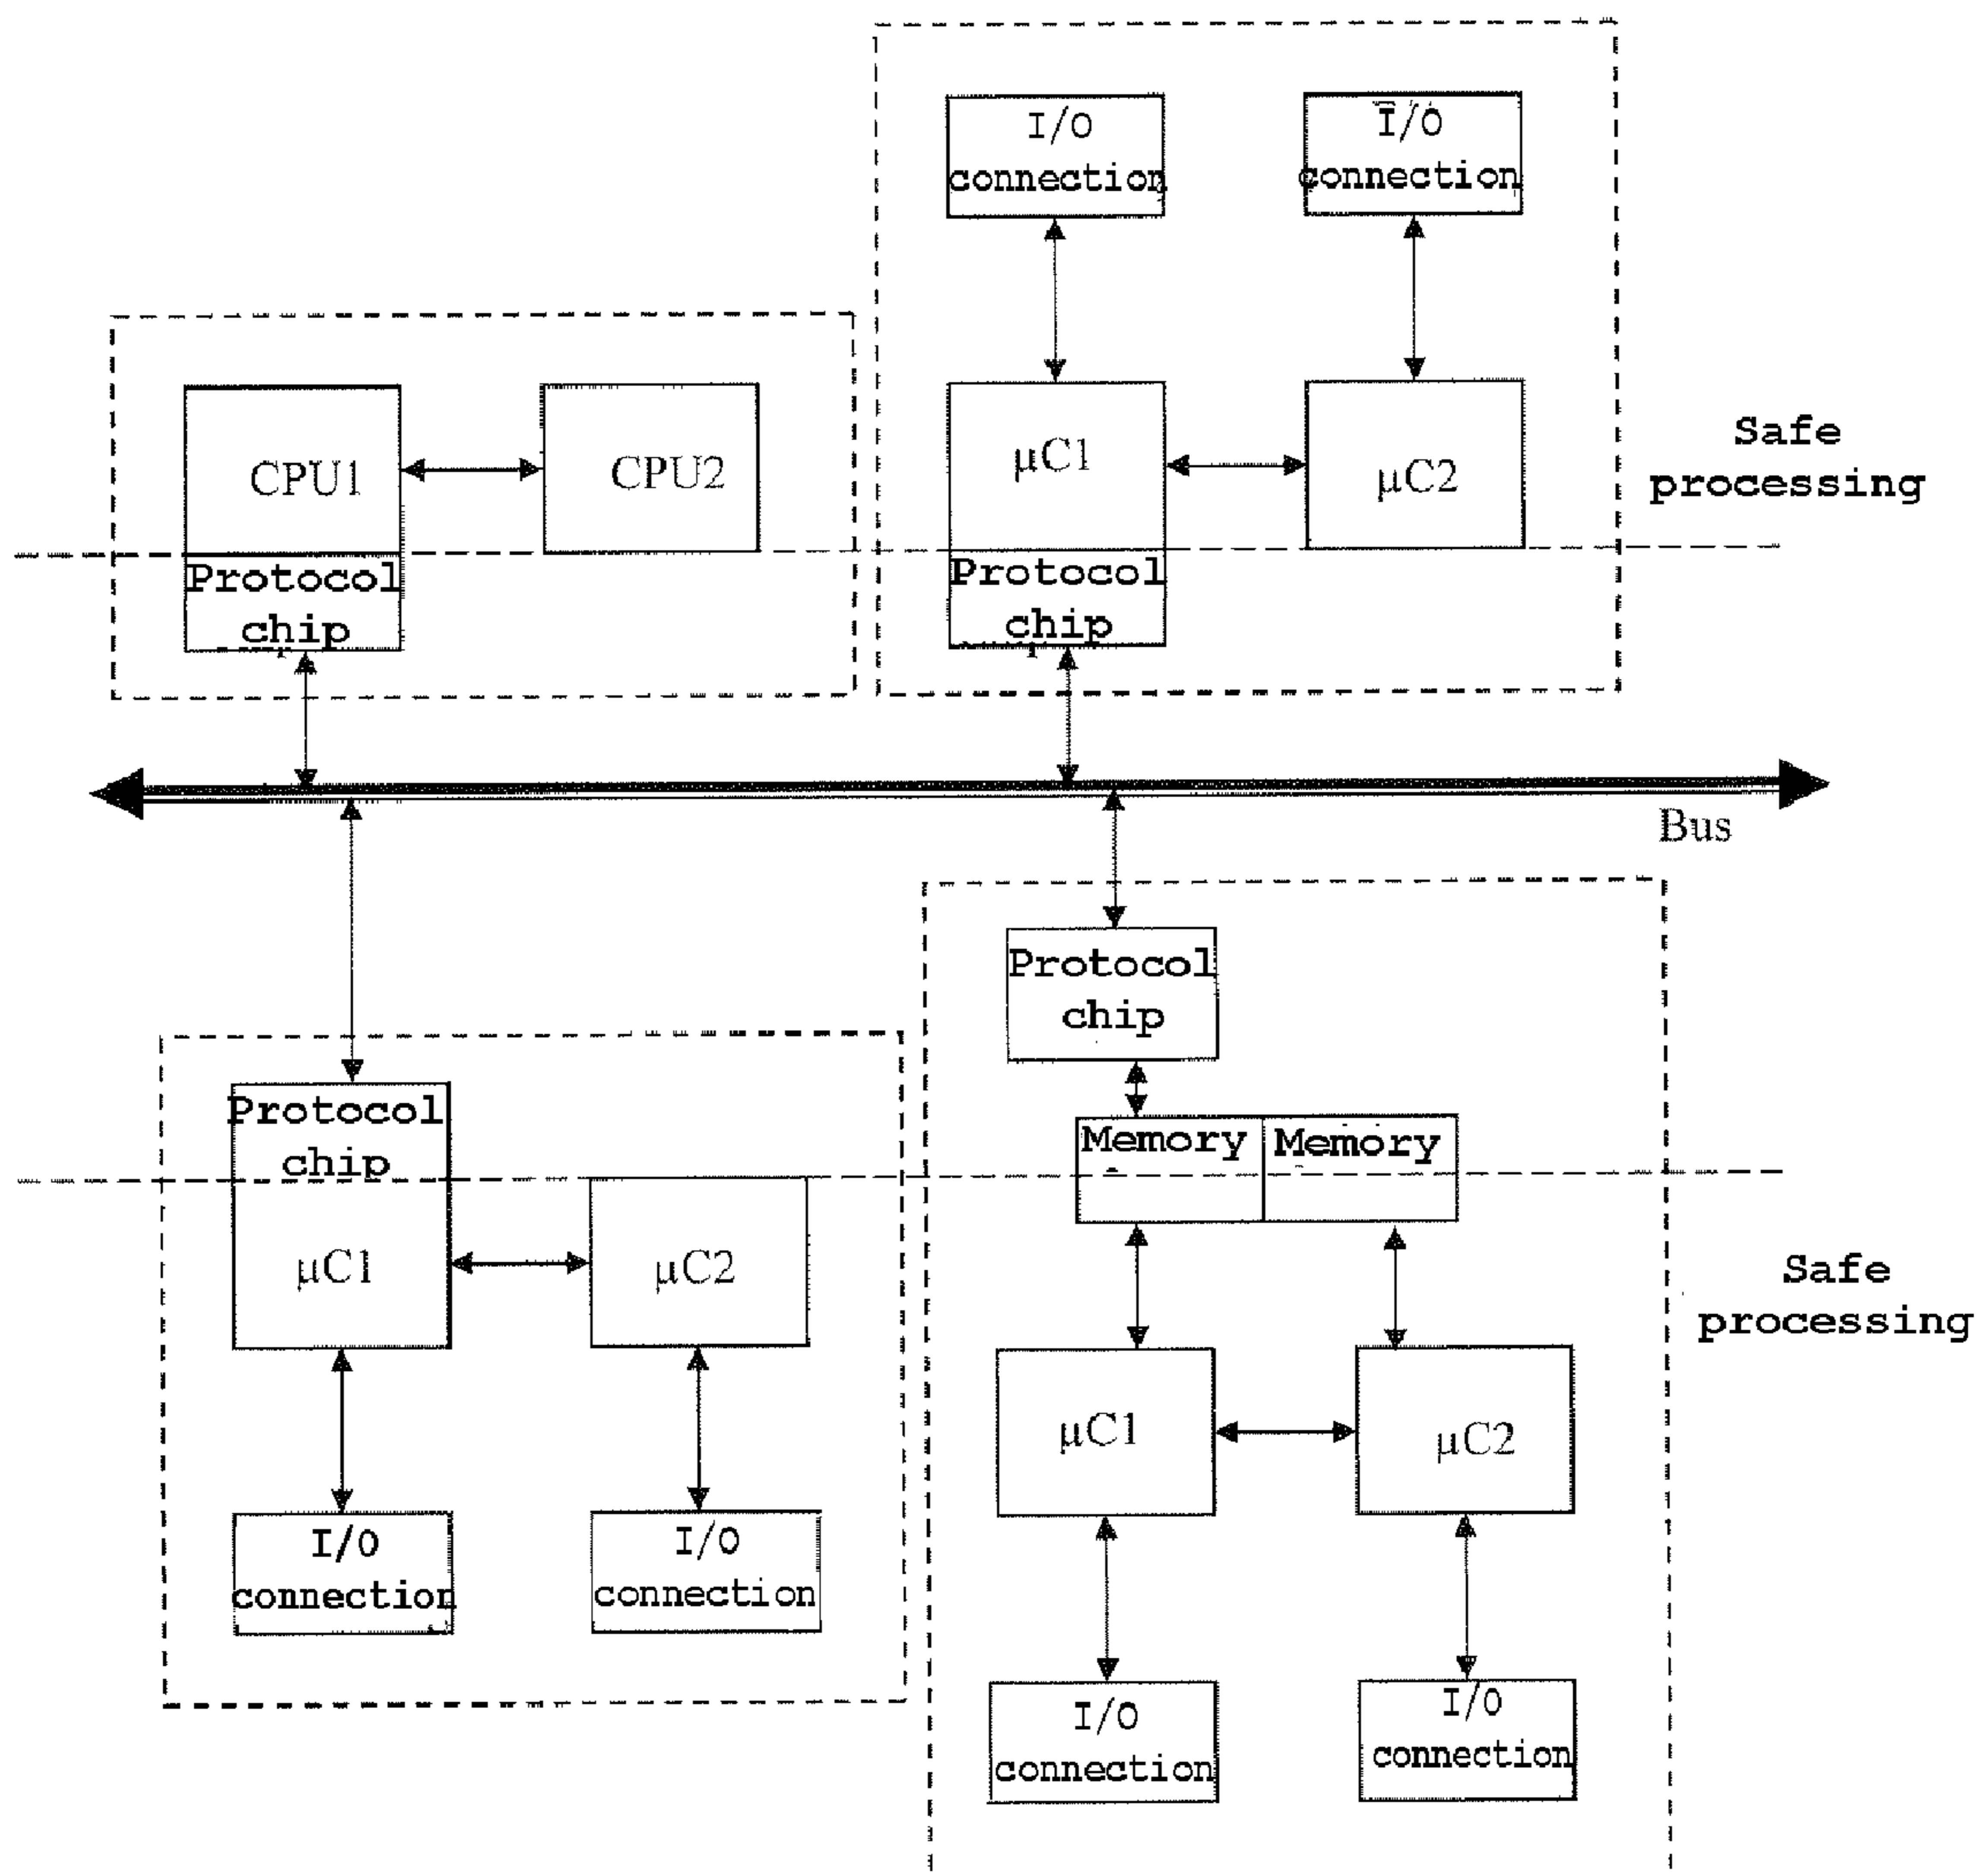 I/O
connection
I/O
connection
CPU1
CPU2
μC1
μC2
Safe
processing
Protocol
chip
Protocol
chip
Bus
Protocol
chip
Protocol
chip
Memory
Memory
μC1
μC2
Safe
processing
μC1
μC2
I/O
connection
I/O
connection
I/O
connection
I/O
connection